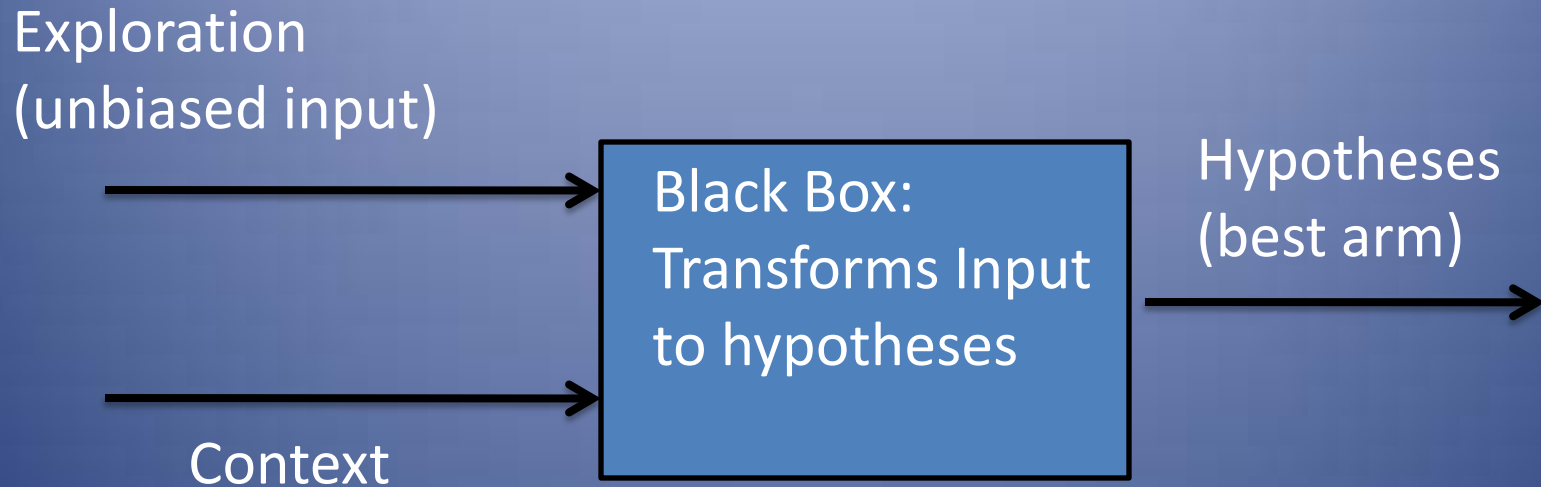 Exploration
(unbiased input)
Black Box:
Transforms Input
to hypotheses
Hypotheses
(best arm)
Context